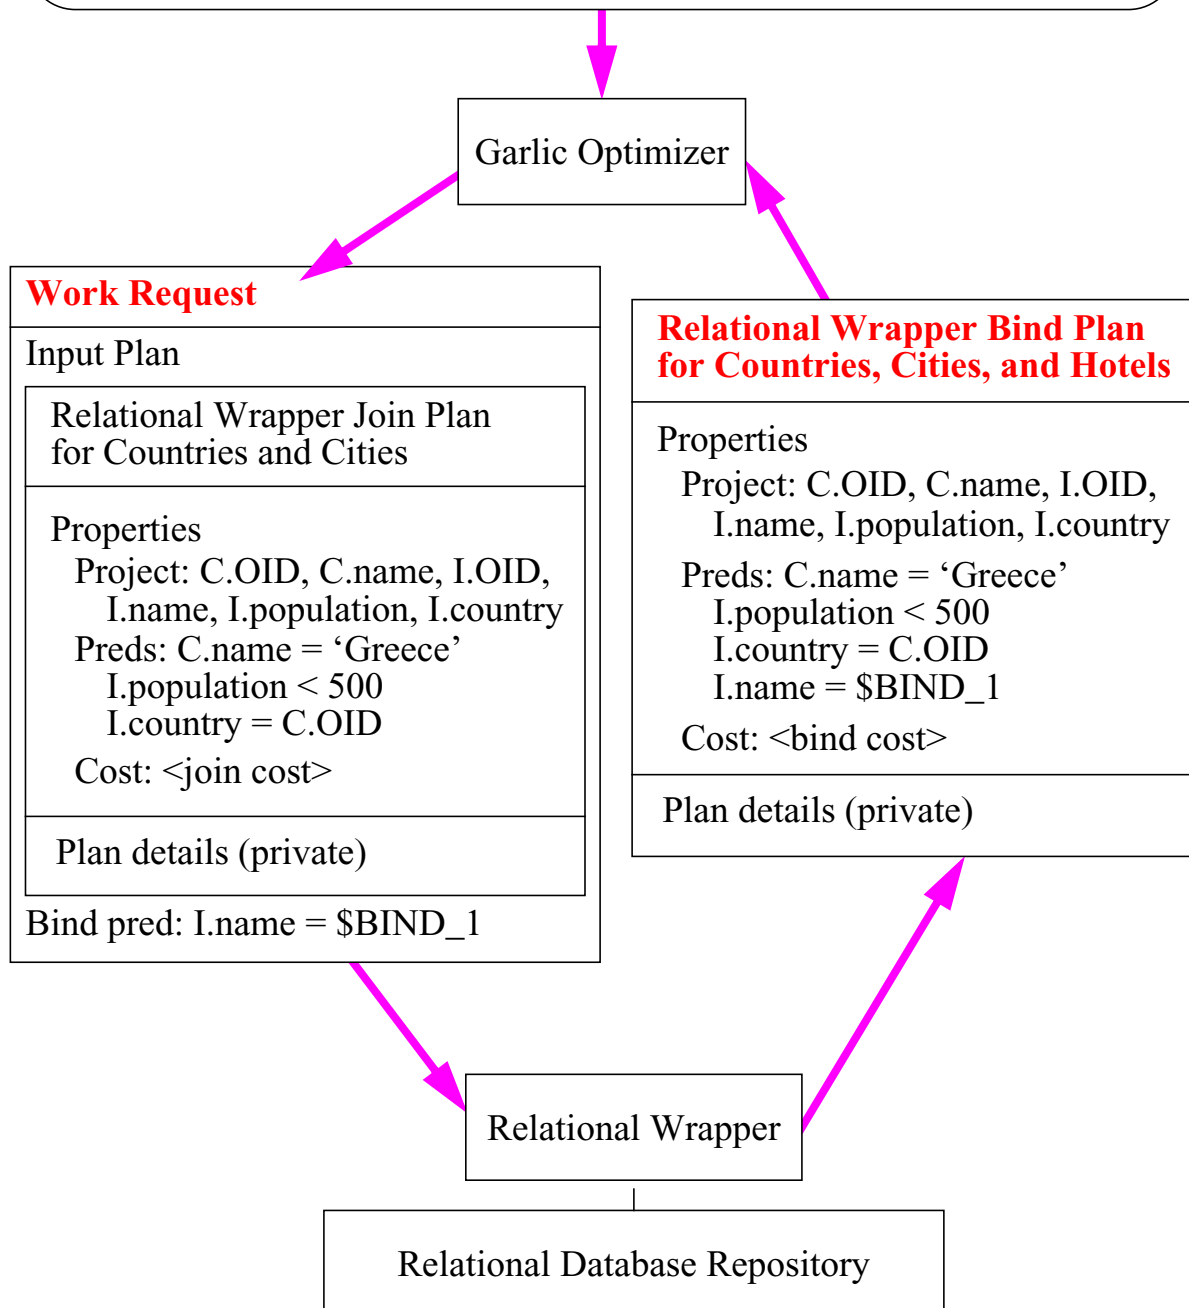 Garlic Optimizer
Work Request
Input Plan
Relational Wrapper Join Plan
for Countries and Cities
Properties
Project: C.OID, C.name, I.OID,
I.name, I.population, I.country
Preds: C.name = ‘Greece’
I.population < 500
I.country = C.OID
Cost: <join cost>
Plan details (private)
Bind pred: I.name = $BIND_1
Relational Wrapper Bind Plan
for Countries, Cities, and Hotels
Properties
Project: C.OID, C.name, I.OID,
I.name, I.population, I.country
Preds: C.name = ‘Greece’
I.population < 500
I.country = C.OID
I.name = $BIND_1
Cost: <bind cost>
Plan details (private)
Relational Wrapper
Relational Database Repository